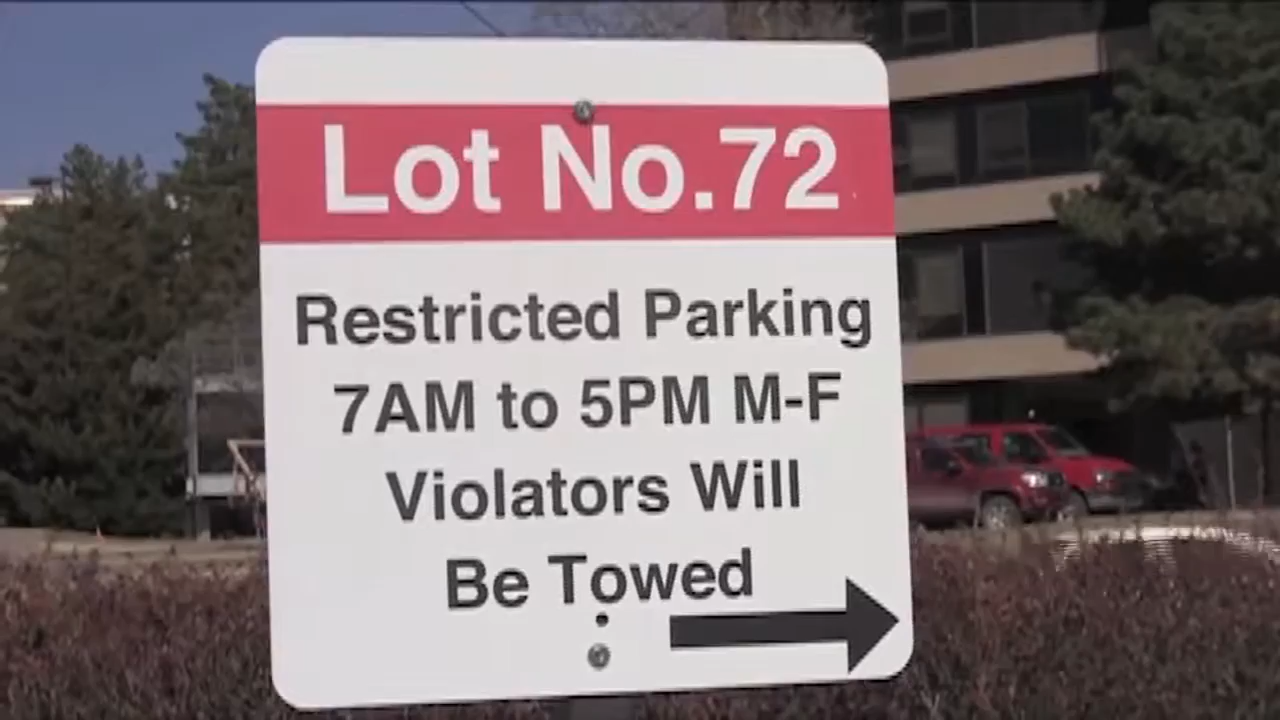 Lot No.72
Restricted Parking
7AM to 5PM M-F
Violators Will
Be Towed